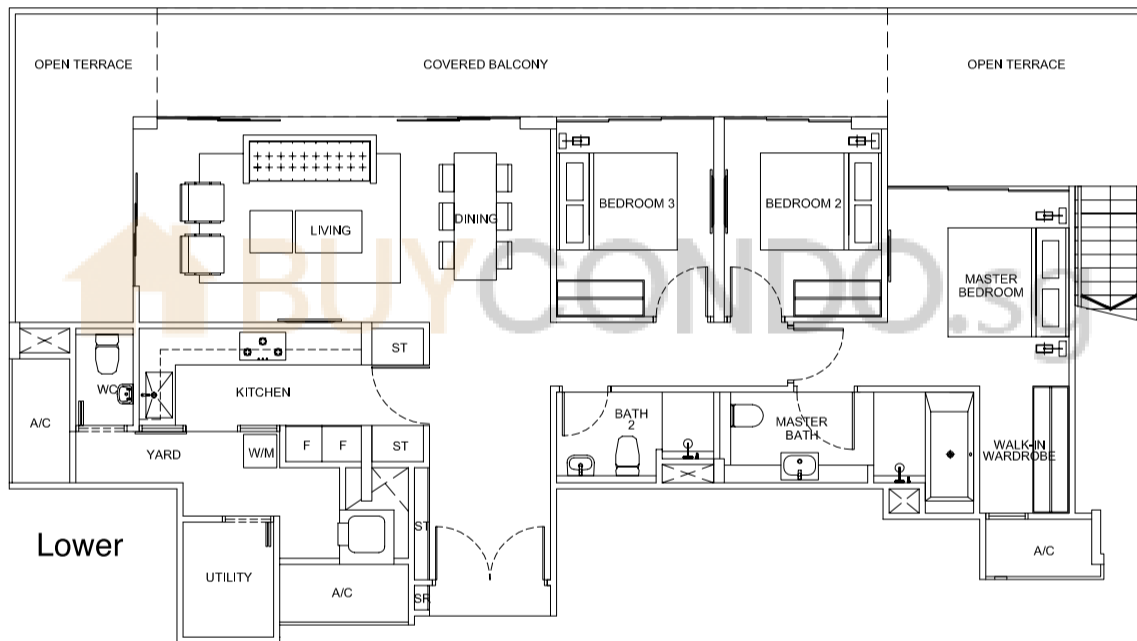 OPEN TERRACE
COVERED BALCONY
OPEN TERRACE
BEDROOM 3
BEDROOM 2
DINING
LIVING
MASTER
BEDROOM
BUYCONDO.sg
ST
WC
KITCHEN
A/C
BATH
2
MASTER
BATH
YARD
W/M
F
F
ST
WALK-IN
WARDROBE
ST
Lower
A/C
UTILITY
A/C
SR